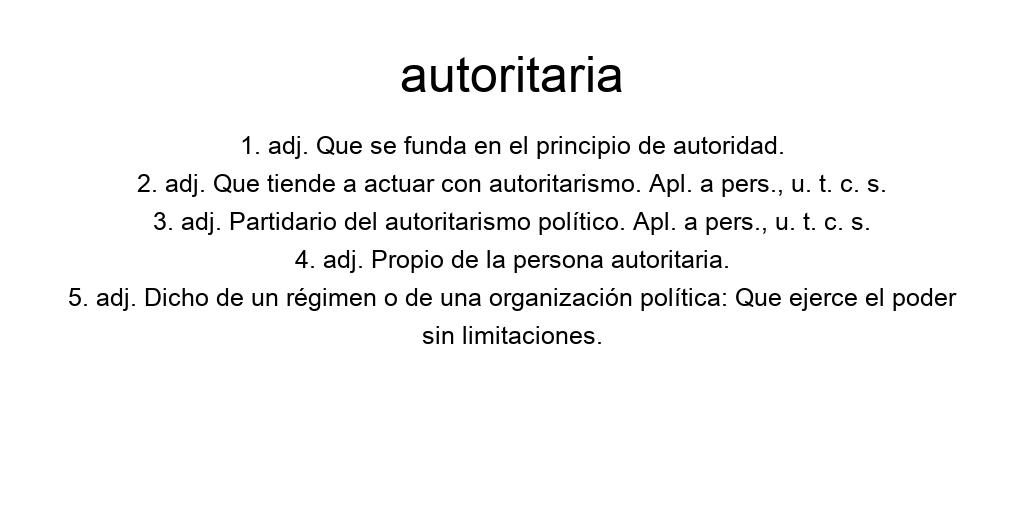 autoritaria
1. adj. Que se funda en el principio de autoridad.
2. adj. Que tiende a actuar con autoritarismo. Apl. a pers., u. t. c. s.
3. adj. Partidario del autoritarismo político. Apl. a pers., u. t. c. s.
4. adj. Propio de la persona autoritaria.
5. adj. Dicho de un régimen o de una organización política: Que ejerce el poder
sin limitaciones.